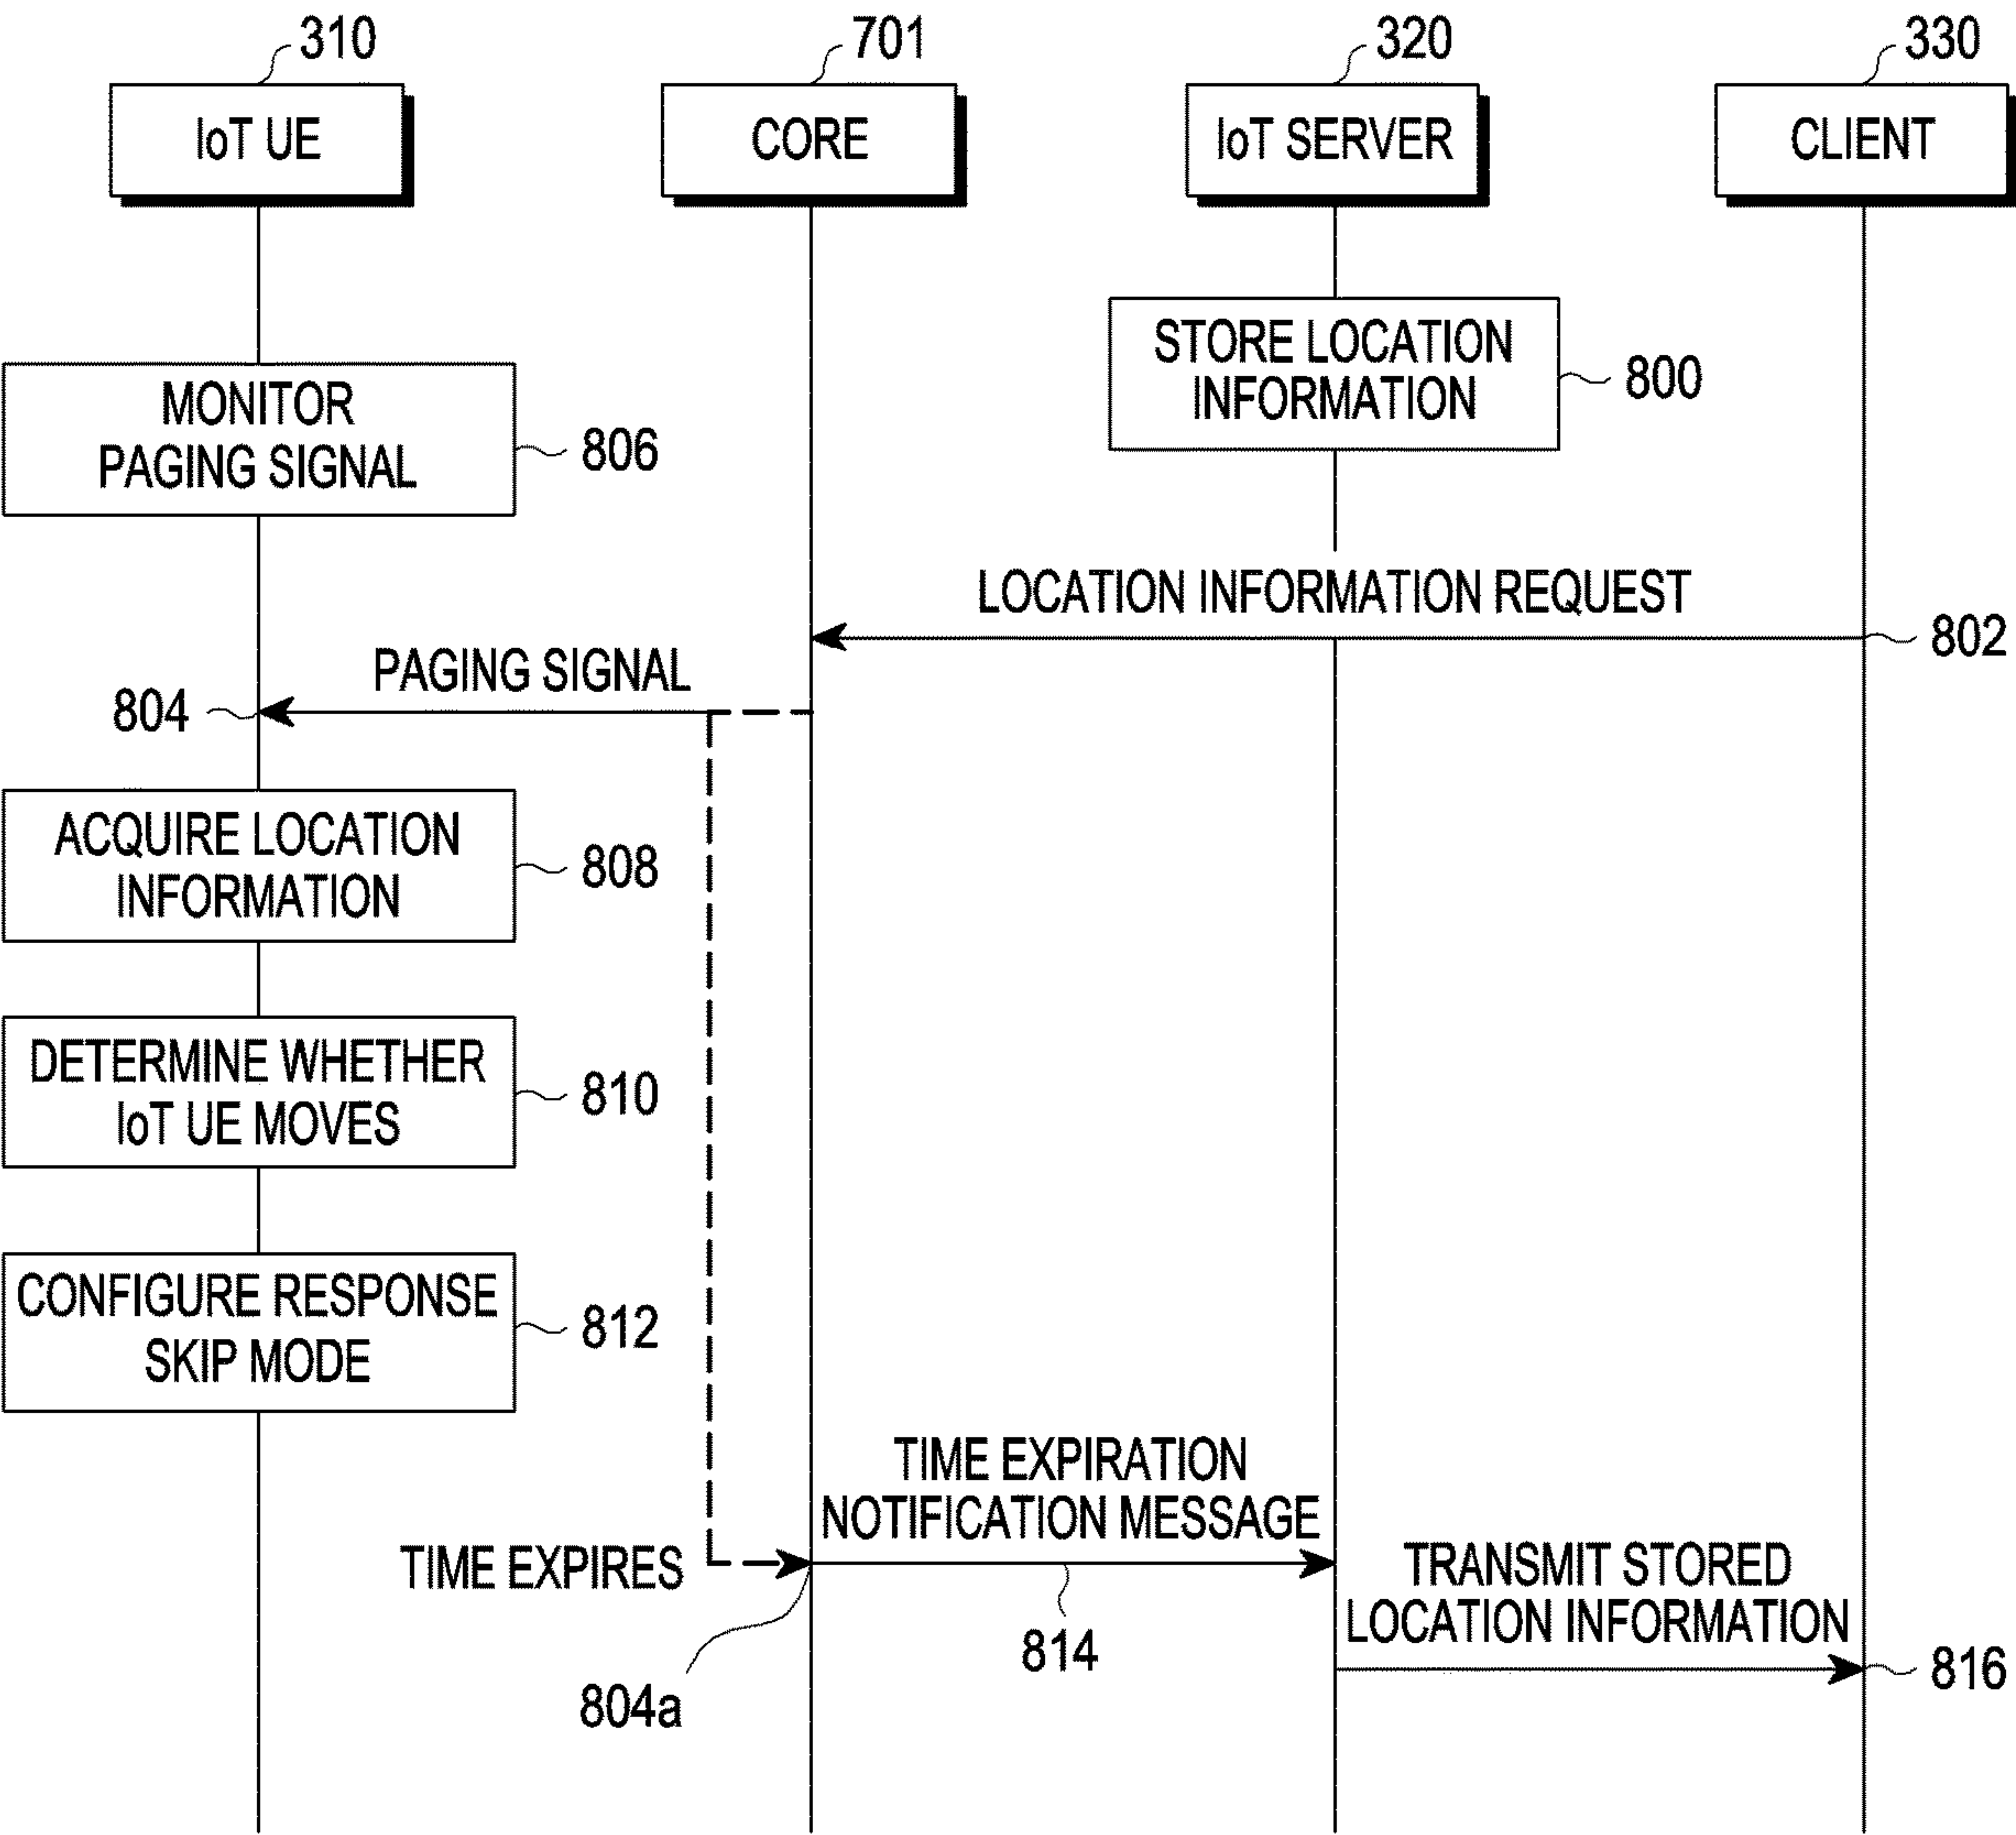 310
701
320
330
IoT UE
CORE
IoT SERVER
CLIENT
STORE LOCATION
INFORMATION
800
MONITOR
PAGING SIGNAL
806
LOCATION INFORMATION REQUEST
802
PAGING SIGNAL
804
ACQUIRE LOCATION
INFORMATION
808
DETERMINE WHETHER
IoT UE MOVES
810
CONFIGURE RESPONSE
SKIP MODE
812
TIME EXPIRATION
NOTIFICATION MESSAGE
TIME EXPIRES
804a
814
TRANSMIT STORED
LOCATION INFORMATION
816